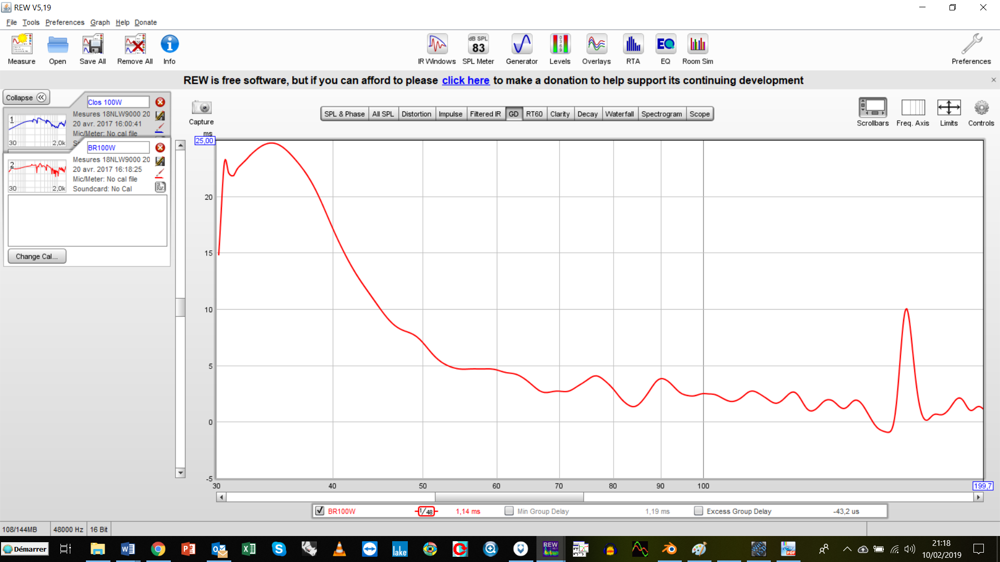 REW V5,19
File Tools Preferences Graph Help Donate
Measure Open Save All Remove All Info IR Windows SPL Meter Generator Levels Overlays RTA EQ Room Sim Preferences
dB SPL
83
EQ
REW is free software, but if you can afford to please click here to make a donation to help support its continuing development
Collapse
Clos 100W
Mesures 18NLW9000 20
20 avr. 2017 16:00:41
Mic/Meter: No cal file
1
30 2,0k
BR100W
Mesures 18NLW9000 20
20 avr. 2017 16:18:25
Mic/Meter: No cal file
Soundcard: No Cal
2
30 2,0k
Change Cal...
Capture
SPL & Phase All SPL Distortion Impulse Filtered IR GD RT60 Clarity Decay Waterfall Spectrogram Scope
Scrollbars Freq. Axis Limits Controls
ms
25,00
20
15
10
5
0
-5
30 40 50 60 70 80 90 100 199,7
BR100W 1/48 1,14 ms Min Group Delay 1,19 ms Excess Group Delay -43,2 us
108/144MB 48000 Hz 16 Bit
Démarrer
lake
REW
PDF
21:18
10/02/2019